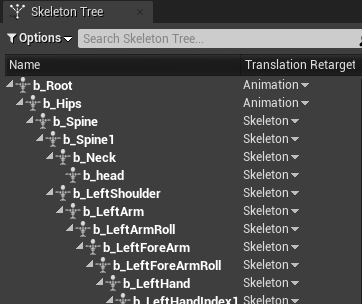 Skeleton Tree
Options
Search Skeleton Tree...
Name Translation Retarget
b_Root Animation
b_Hips Animation
b_Spine Skeleton
b_Spine1 Skeleton
b_Neck Skeleton
b_head Skeleton
b_LeftShoulder Skeleton
b_LeftArm Skeleton
b_LeftArmRoll Skeleton
b_LeftForeArm Skeleton
b_LeftForeArmRoll Skeleton
b_LeftHand Skeleton
b_LeftHandIndex1 Skeleton